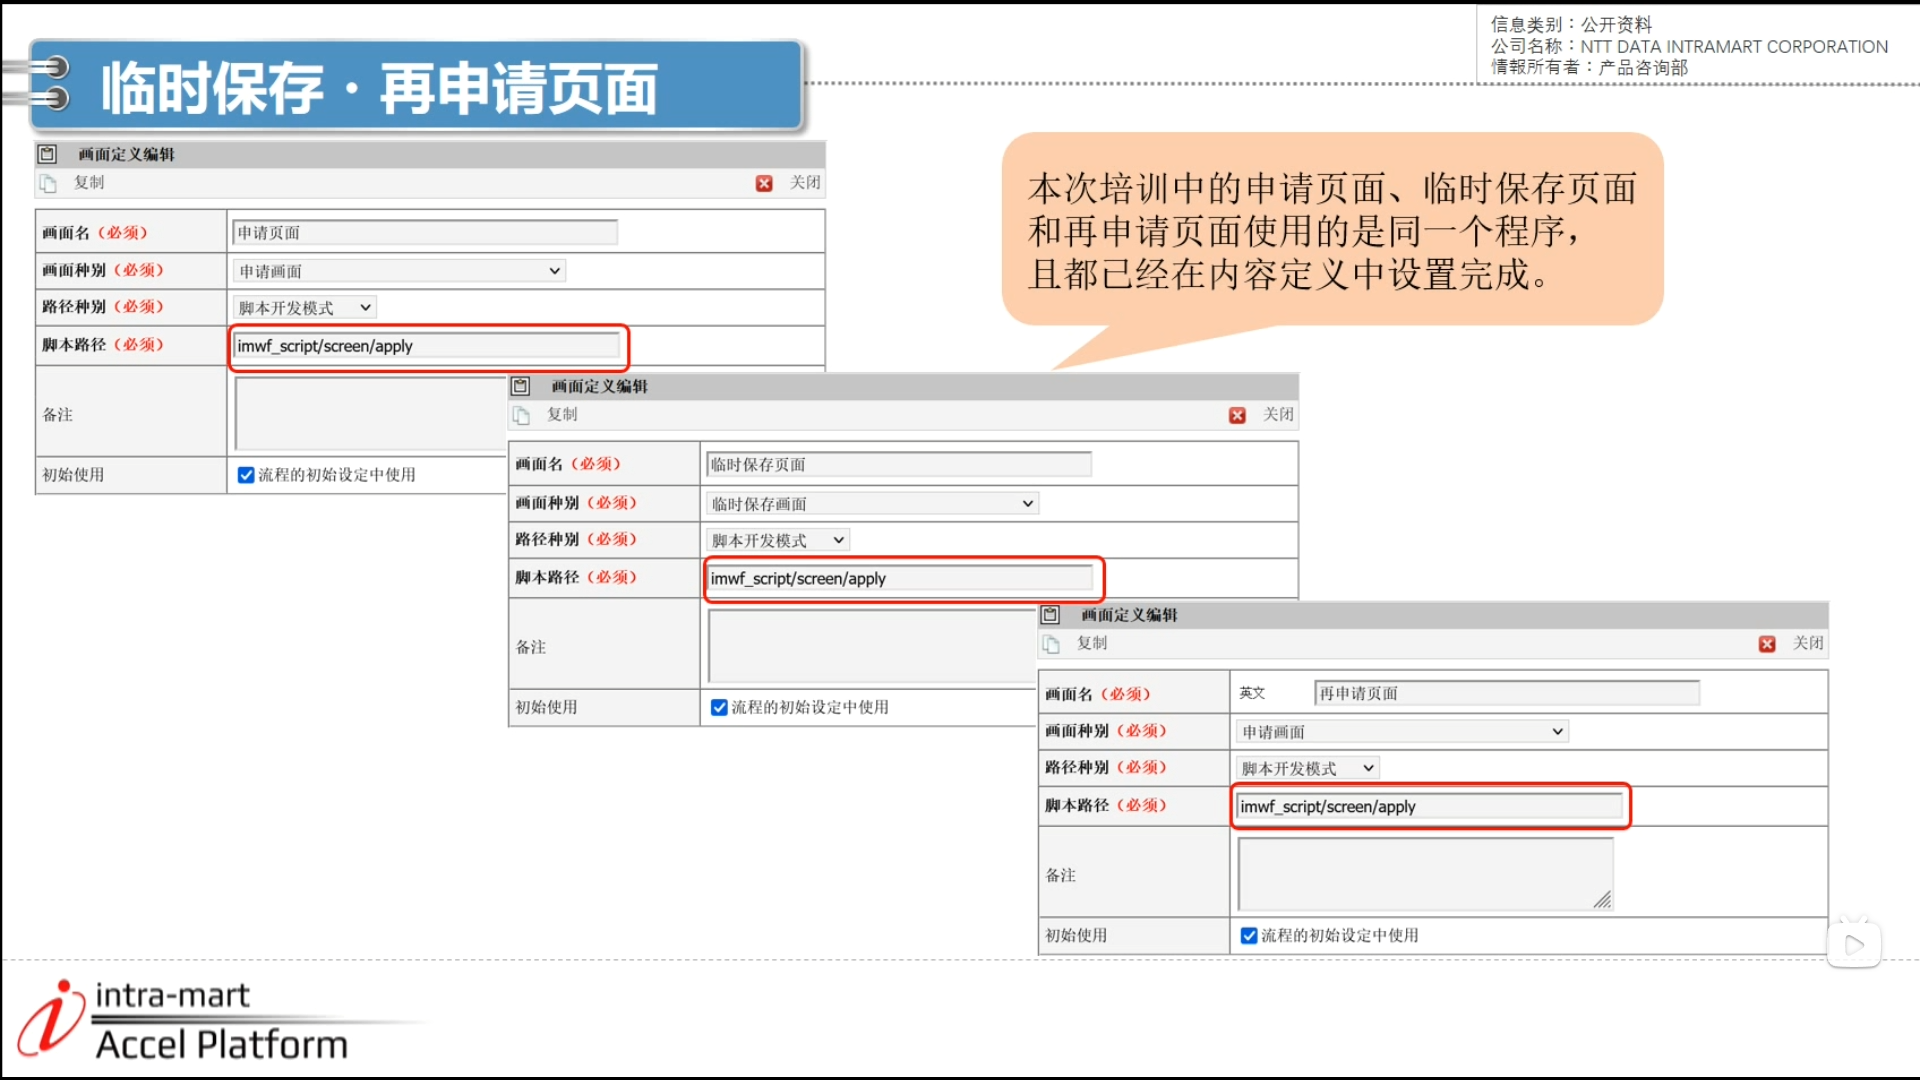 信息类别：公开资料
公司名称：NTT DATA INTRAMART CORPORATION
情報所有者：产品咨询部
临时保存·再申请页面
本次培训中的申请页面、临时保存页面
和再申请页面使用的是同一个程序，
且都已经在内容定义中设置完成。
画面定义编辑
复制 关闭
画面名（必须） 申请页面
画面种别（必须） 申请画面
路径种别（必须） 脚本开发模式
脚本路径（必须） imwf_script/screen/apply
备注
初始使用 流程的初始设定中使用
画面定义编辑
复制 关闭
画面名（必须） 临时保存页面
画面种别（必须） 临时保存画面
路径种别（必须） 脚本开发模式
脚本路径（必须） imwf_script/screen/apply
备注
初始使用 流程的初始设定中使用
画面定义编辑
复制 关闭
画面名（必须） 英文 再申请页面
画面种别（必须） 申请画面
路径种别（必须） 脚本开发模式
脚本路径（必须） imwf_script/screen/apply
备注
初始使用 流程的初始设定中使用
intra-mart
Accel Platform